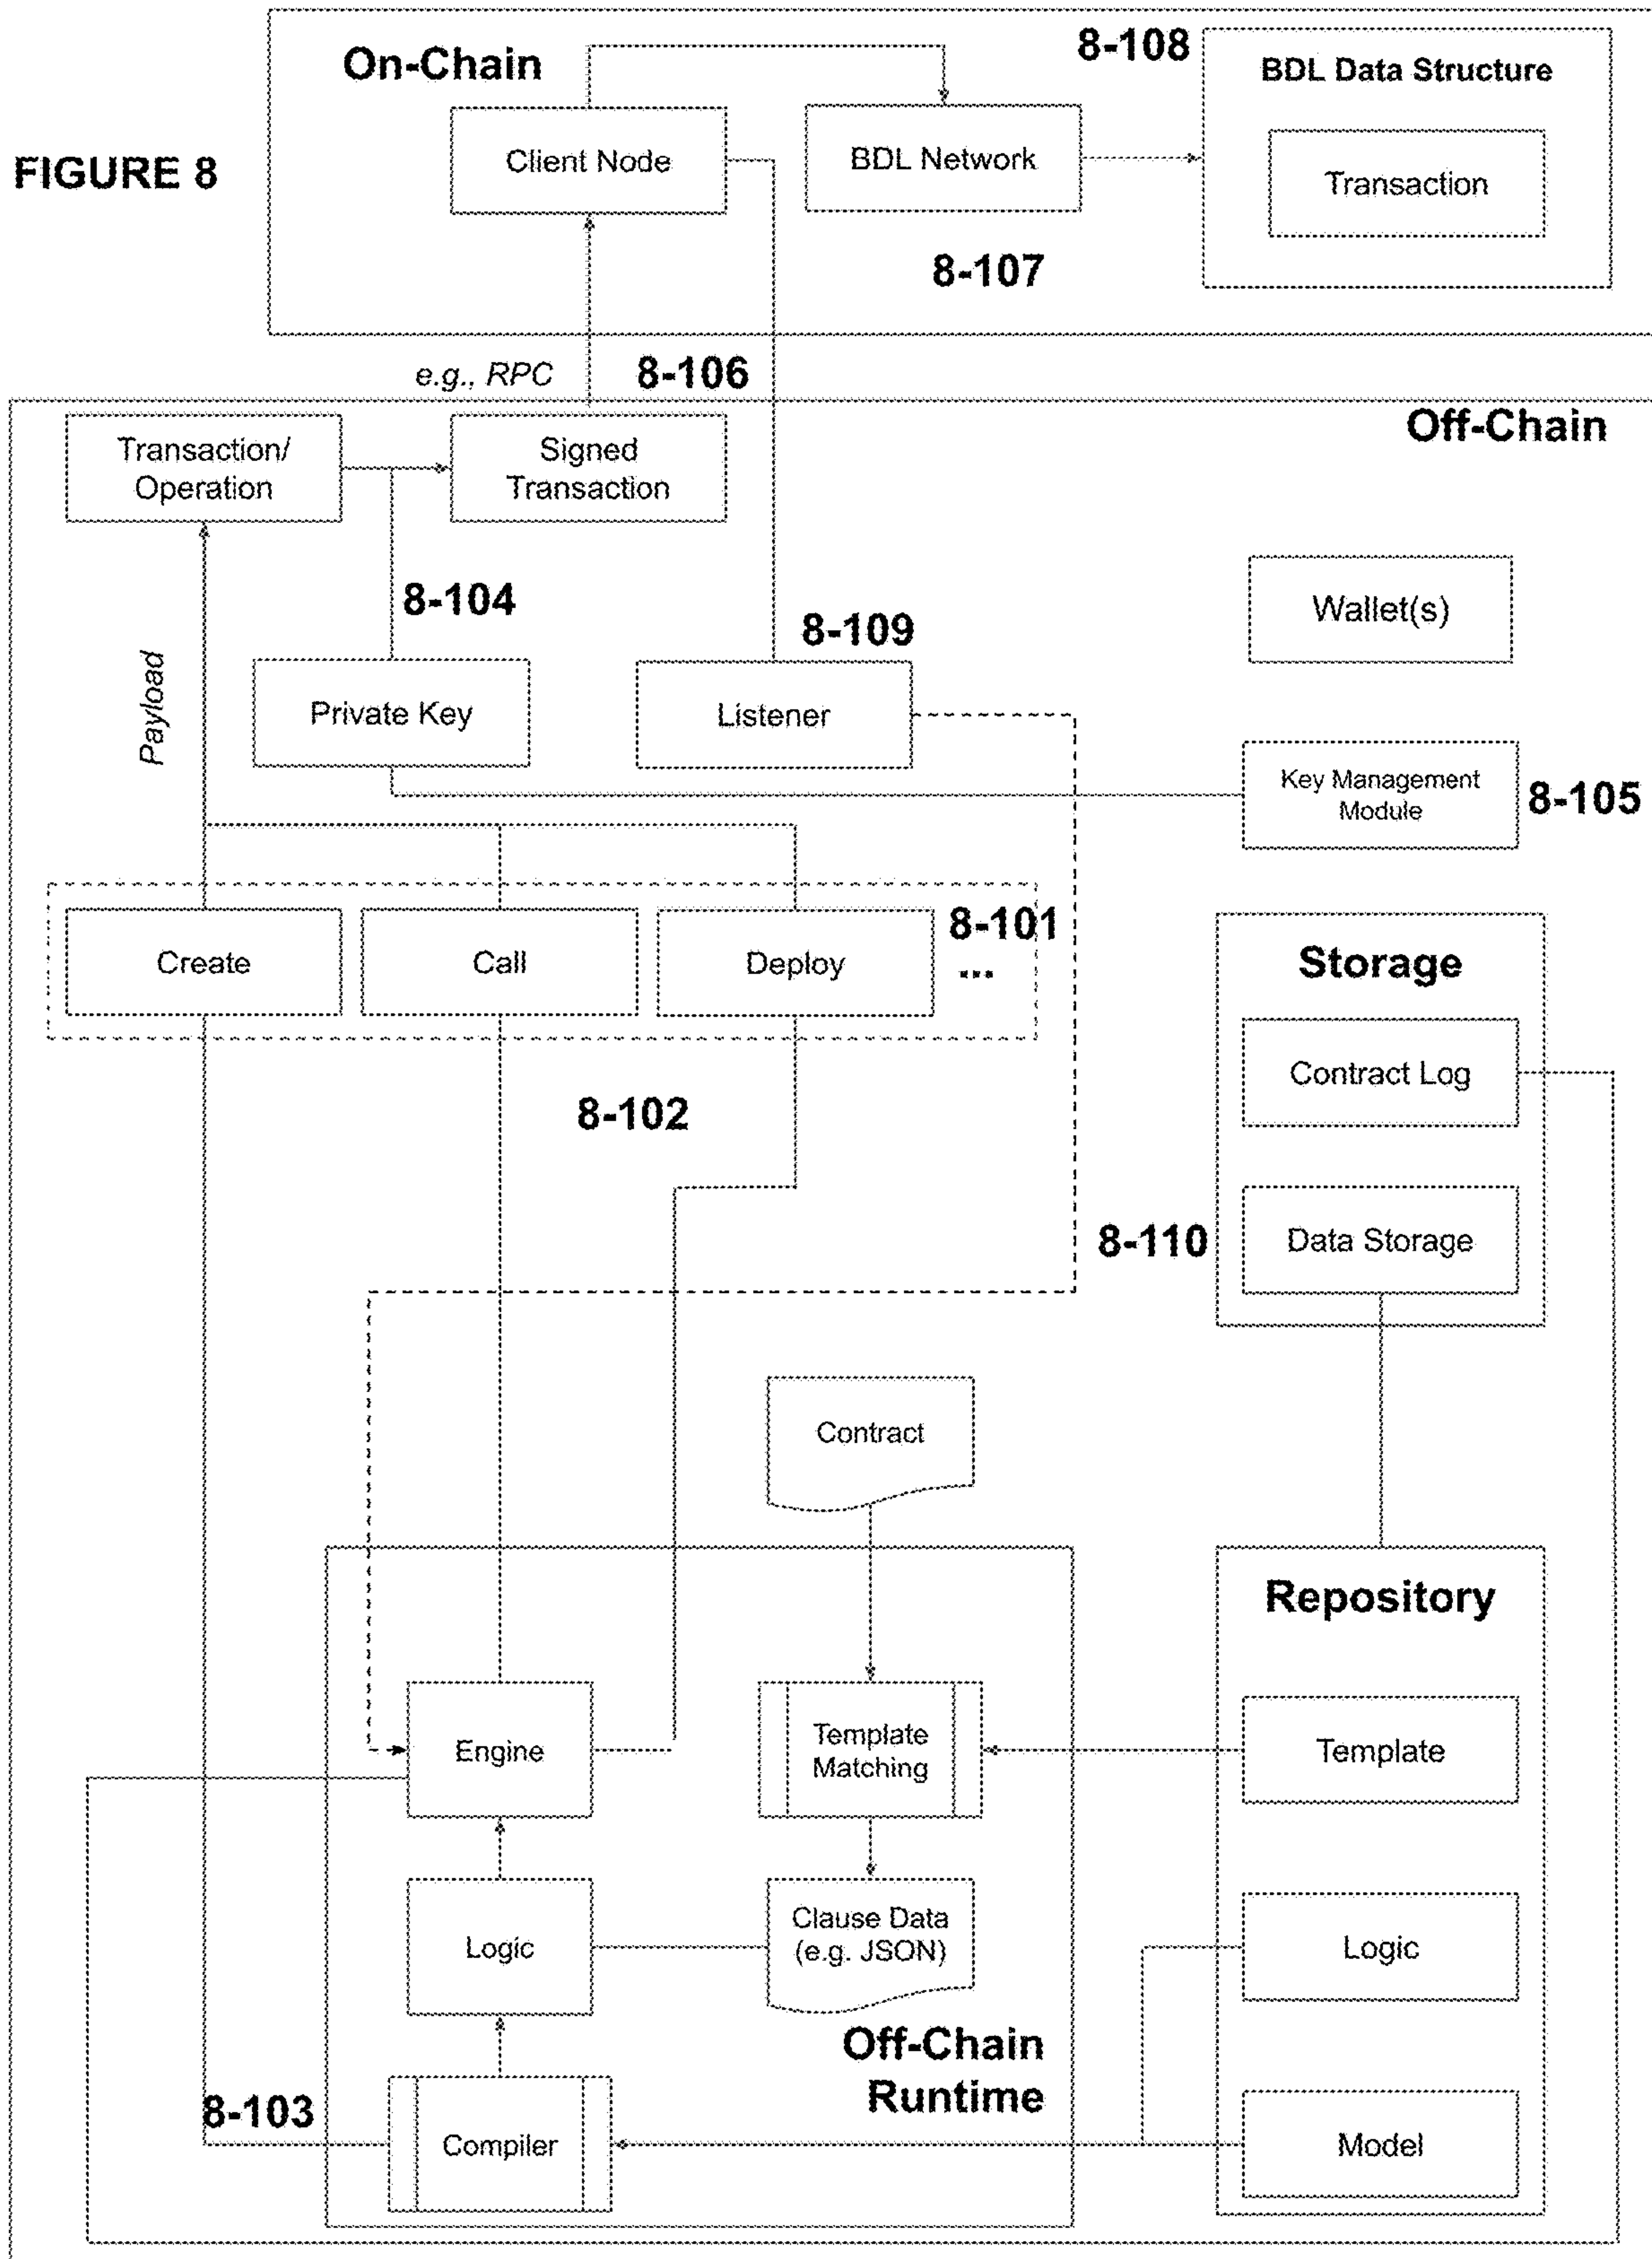 FIGURE 8
On-Chain
8-108
BDL Data Structure
Client Node
BDL Network
Transaction
8-107
e.g., RPC
8-106
Off-Chain
Transaction/
Operation
Signed
Transaction
8-104
8-109
Wallet(s)
Payload
Private Key
Listener
Key Management
Module
8-105
8-101
Create
Call
Deploy
...
Storage
Contract Log
8-102
8-110
Data Storage
Contract
Repository
Engine
Template
Matching
Template
Logic
Clause Data
(e.g. JSON)
Logic
Off-Chain
Runtime
8-103
Compiler
Model